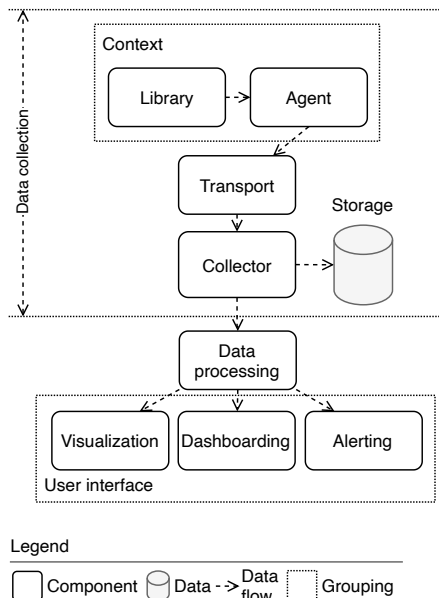 Context
Library
Agent
Data collection
Transport
Storage
Collector
Data
processing
Visualization
Dashboarding
Alerting
User interface
Legend
Component
Data
Data
flow
Grouping